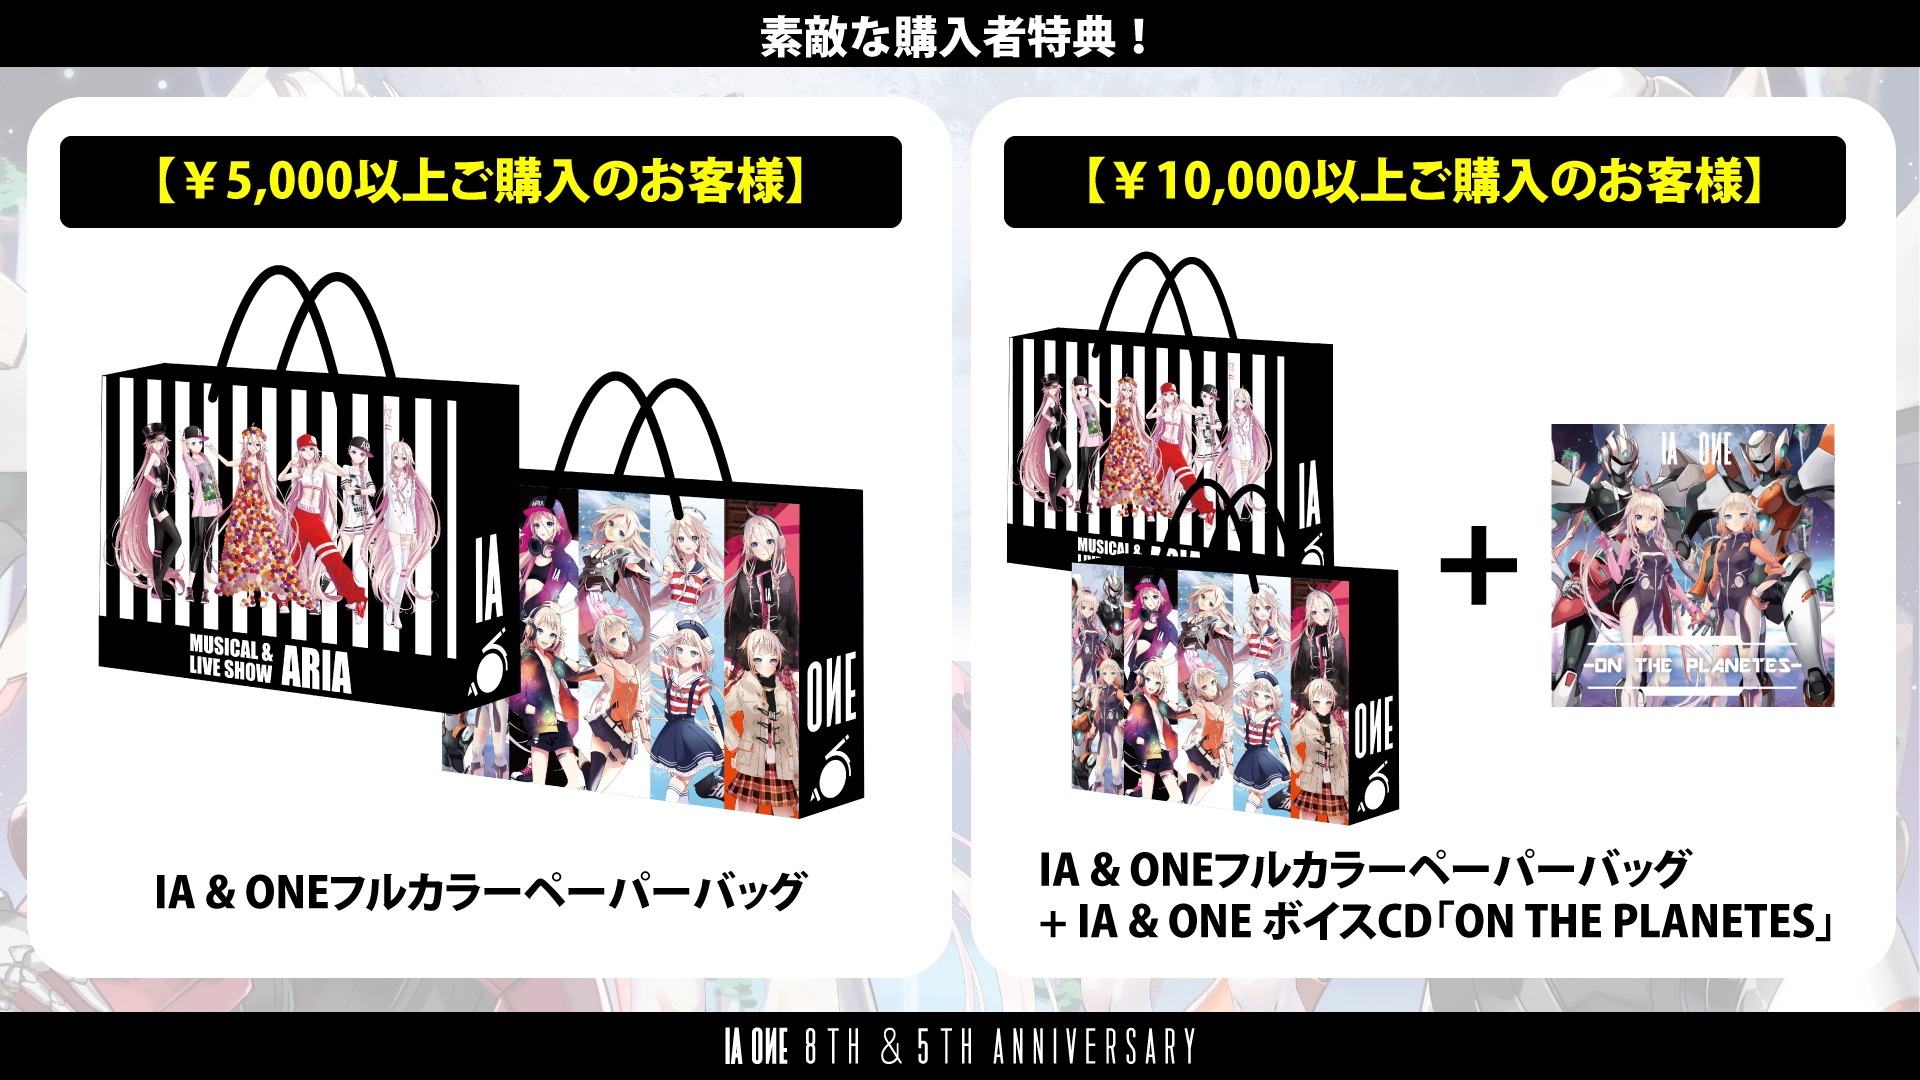 素敵な購入者特典！
【￥5,000以上ご購入のお客様】
MUSICAL &
LIVE SHOW ARIA
IA
ONE
IA & ONEフルカラーペーパーバッグ
【￥10,000以上ご購入のお客様】
IA
MUSICAL &
ONE
+
IA ONE
-ON THE PLANETES-
IA & ONEフルカラーペーパーバッグ
+ IA & ONE ボイスCD「ON THE PLANETES」
IA ONE 8TH & 5TH ANNIVERSARY